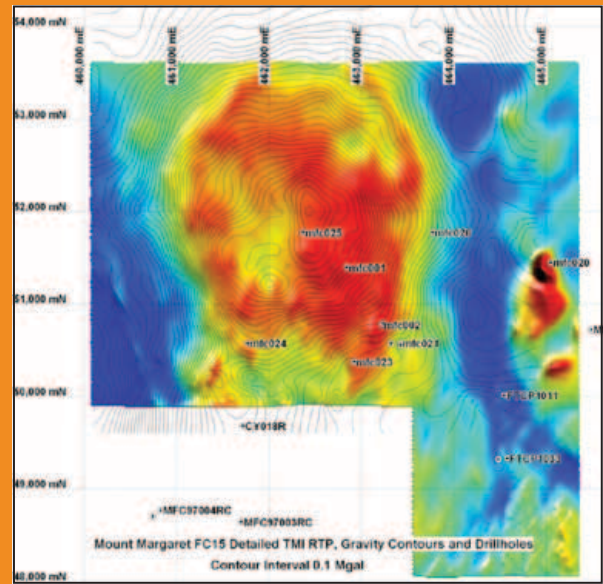 54,000 mN
460,000 mE
461,000 mE
462,000 mE
463,000 mE
464,000 mE
465,000 mE
53,000 mN
52,000 mN
mfc025
mfc026
mfc001
mfc020
51,000 mN
mfc002
mfc024
mfc023
50,000 mN
FTCP1011
CY018R
FTCP1033
49,000 mN
MFC97004RC
MFC97003RC
Mount Margaret FC15 Detailed TMI RTP, Gravity Contours and Drillholes
Contour Interval 0.1 Mgal
48,000 mN